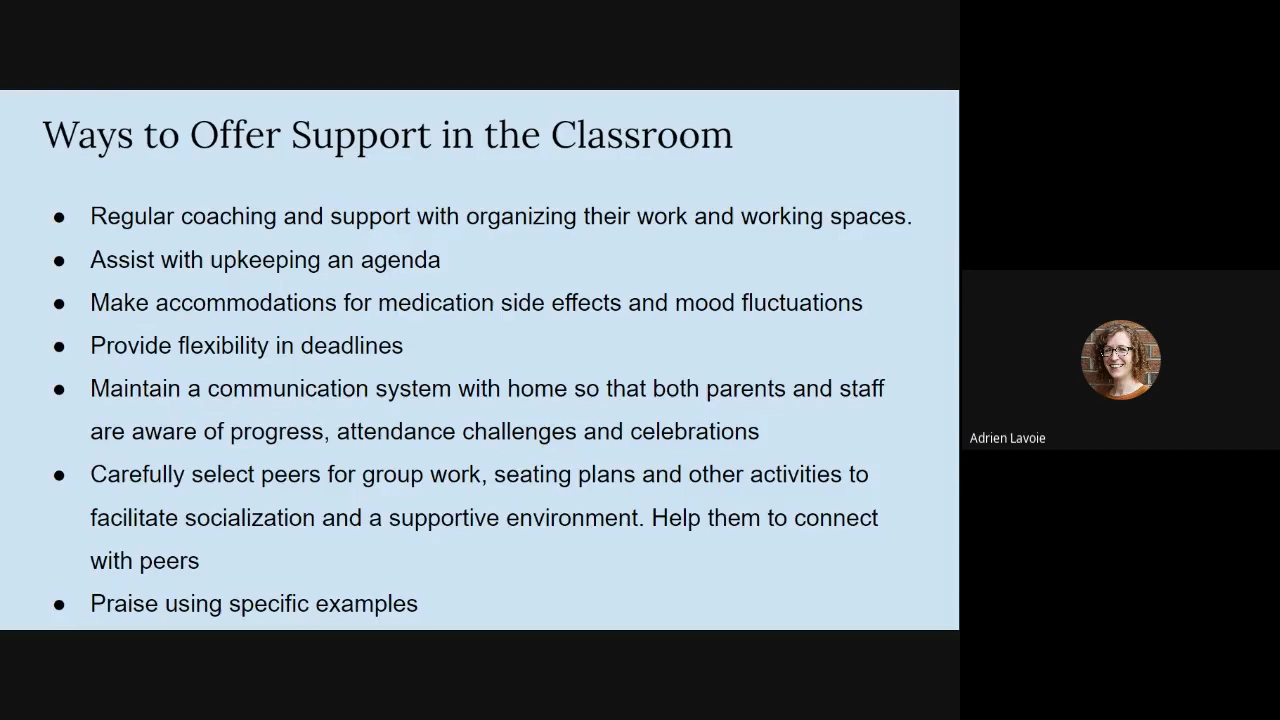 Ways to Offer Support in the Classroom
● Regular coaching and support with organizing their work and working spaces.
● Assist with upkeeping an agenda
● Make accommodations for medication side effects and mood fluctuations
● Provide flexibility in deadlines
● Maintain a communication system with home so that both parents and staff
are aware of progress, attendance challenges and celebrations
● Carefully select peers for group work, seating plans and other activities to
facilitate socialization and a supportive environment. Help them to connect
with peers
● Praise using specific examples
Adrien Lavoie